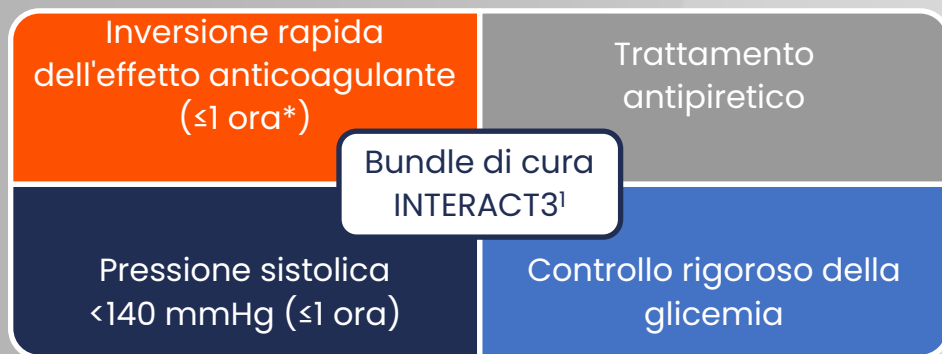 Inversione rapida
dell'effetto anticoagulante
(≤1 ora*)
Trattamento
antipiretico
Bundle di cura
INTERACT3¹
Pressione sistolica
<140 mmHg (≤1 ora)
Controllo rigoroso della
glicemia